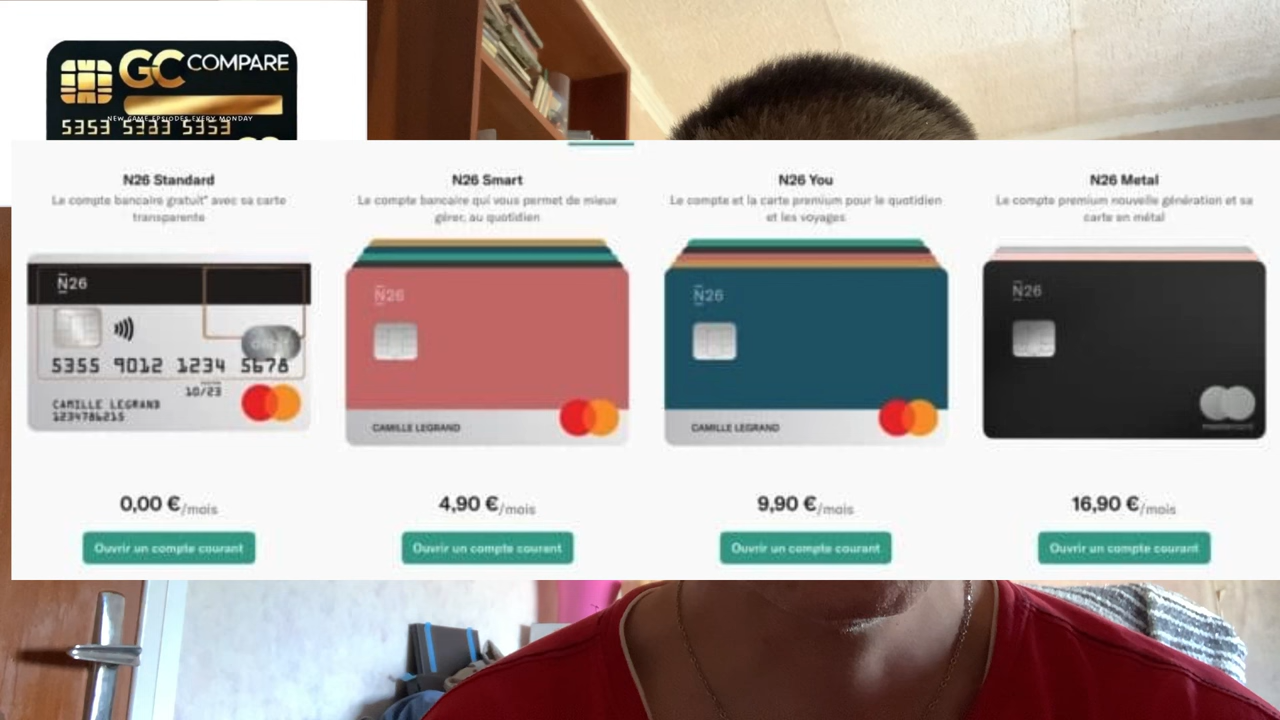 GC COMPARE
NEW GAME EPSIODES EVERY MONDAY
5353 5353 5353
N26 Standard
Le compte bancaire gratuit* avec sa carte
transparente
N26
5355 9012 1234 5678
10/23
CAMILLE LEGRAND
N26 Smart
Le compte bancaire qui vous permet de mieux
gérer, au quotidien
N26
CAMILLE LEGRAND
N26 You
Le compte et la carte premium pour le quotidien
et les voyages
N26
CAMILLE LEGRAND
N26 Metal
Le compte premium nouvelle génération et sa
carte en métal
N26
mastercard
0,00 €/mois
Ouvrir un compte courant
4,90 €/mois
Ouvrir un compte courant
9,90 €/mois
Ouvrir un compte courant
16,90 €/mois
Ouvrir un compte courant